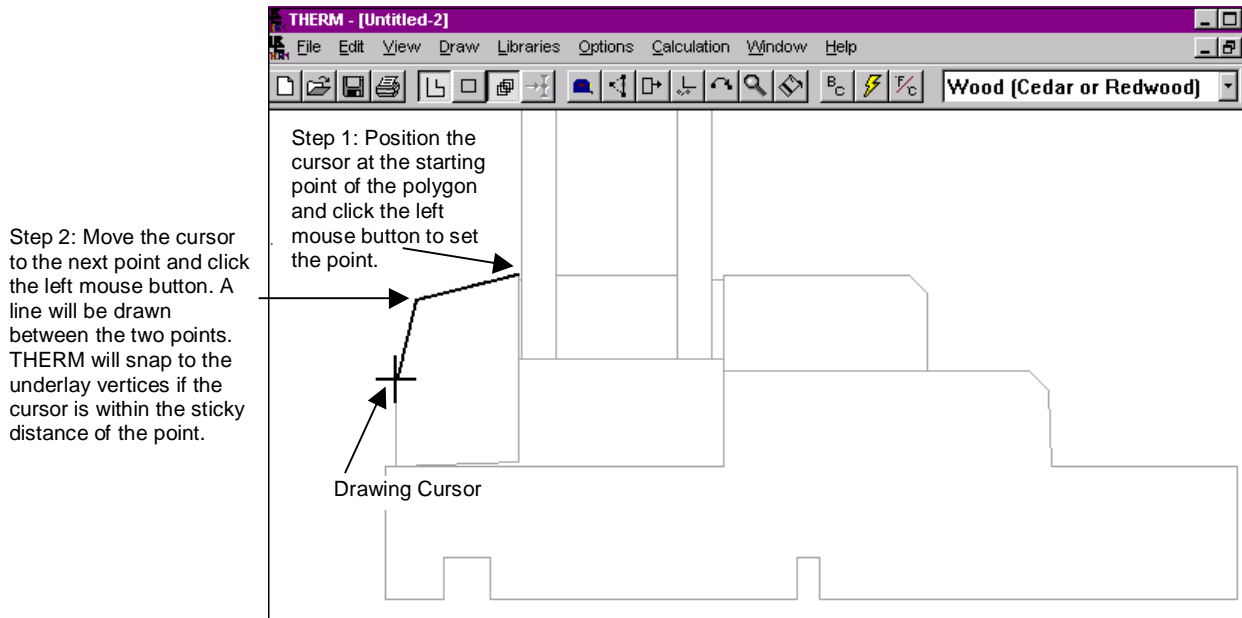 THERM - [Untitled-2]
File Edit View Draw Libraries Options Calculation Window Help
BC °F/°C Wood (Cedar or Redwood)
Step 1: Position the
cursor at the starting
point of the polygon
and click the left
mouse button to set
the point.
Step 2: Move the cursor
to the next point and click
the left mouse button. A
line will be drawn
between the two points.
THERM will snap to the
underlay vertices if the
cursor is within the sticky
distance of the point.
Drawing Cursor